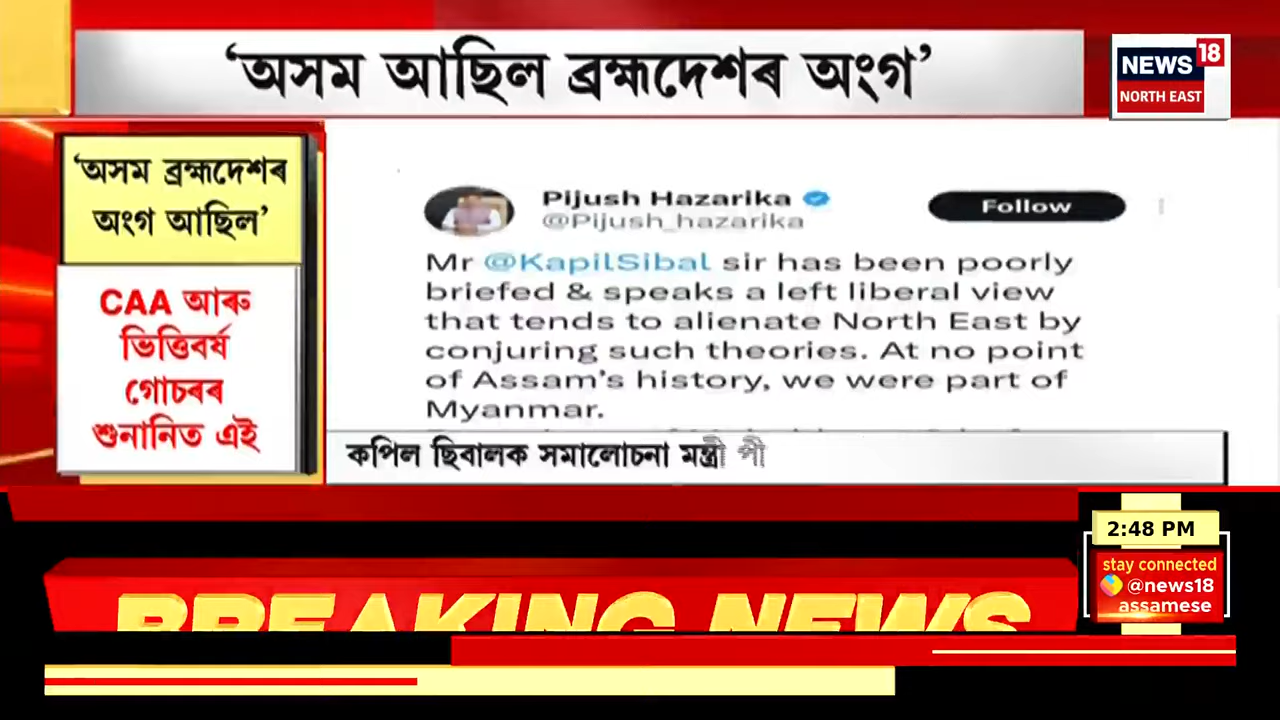 ‘অসম আছিল ব্ৰহ্মদেশৰ অংগ’
NEWS 18
NORTH EAST
‘অসম ব্ৰহ্মদেশৰ
অংগ আছিল’
CAA আৰু
ভিত্তিবৰ্ষ
গোচৰৰ
শুনানিত এই
Pijush Hazarika
@Pijush_hazarika
Follow
Mr @KapilSibal sir has been poorly
briefed & speaks a left liberal view
that tends to alienate North East by
conjuring such theories. At no point
of Assam's history, we were part of
Myanmar.
কপিল ছিবালক সমালোচনা মন্ত্ৰী পী
2:48 PM
stay connected
@news18
assamese
BREAKING NEWS